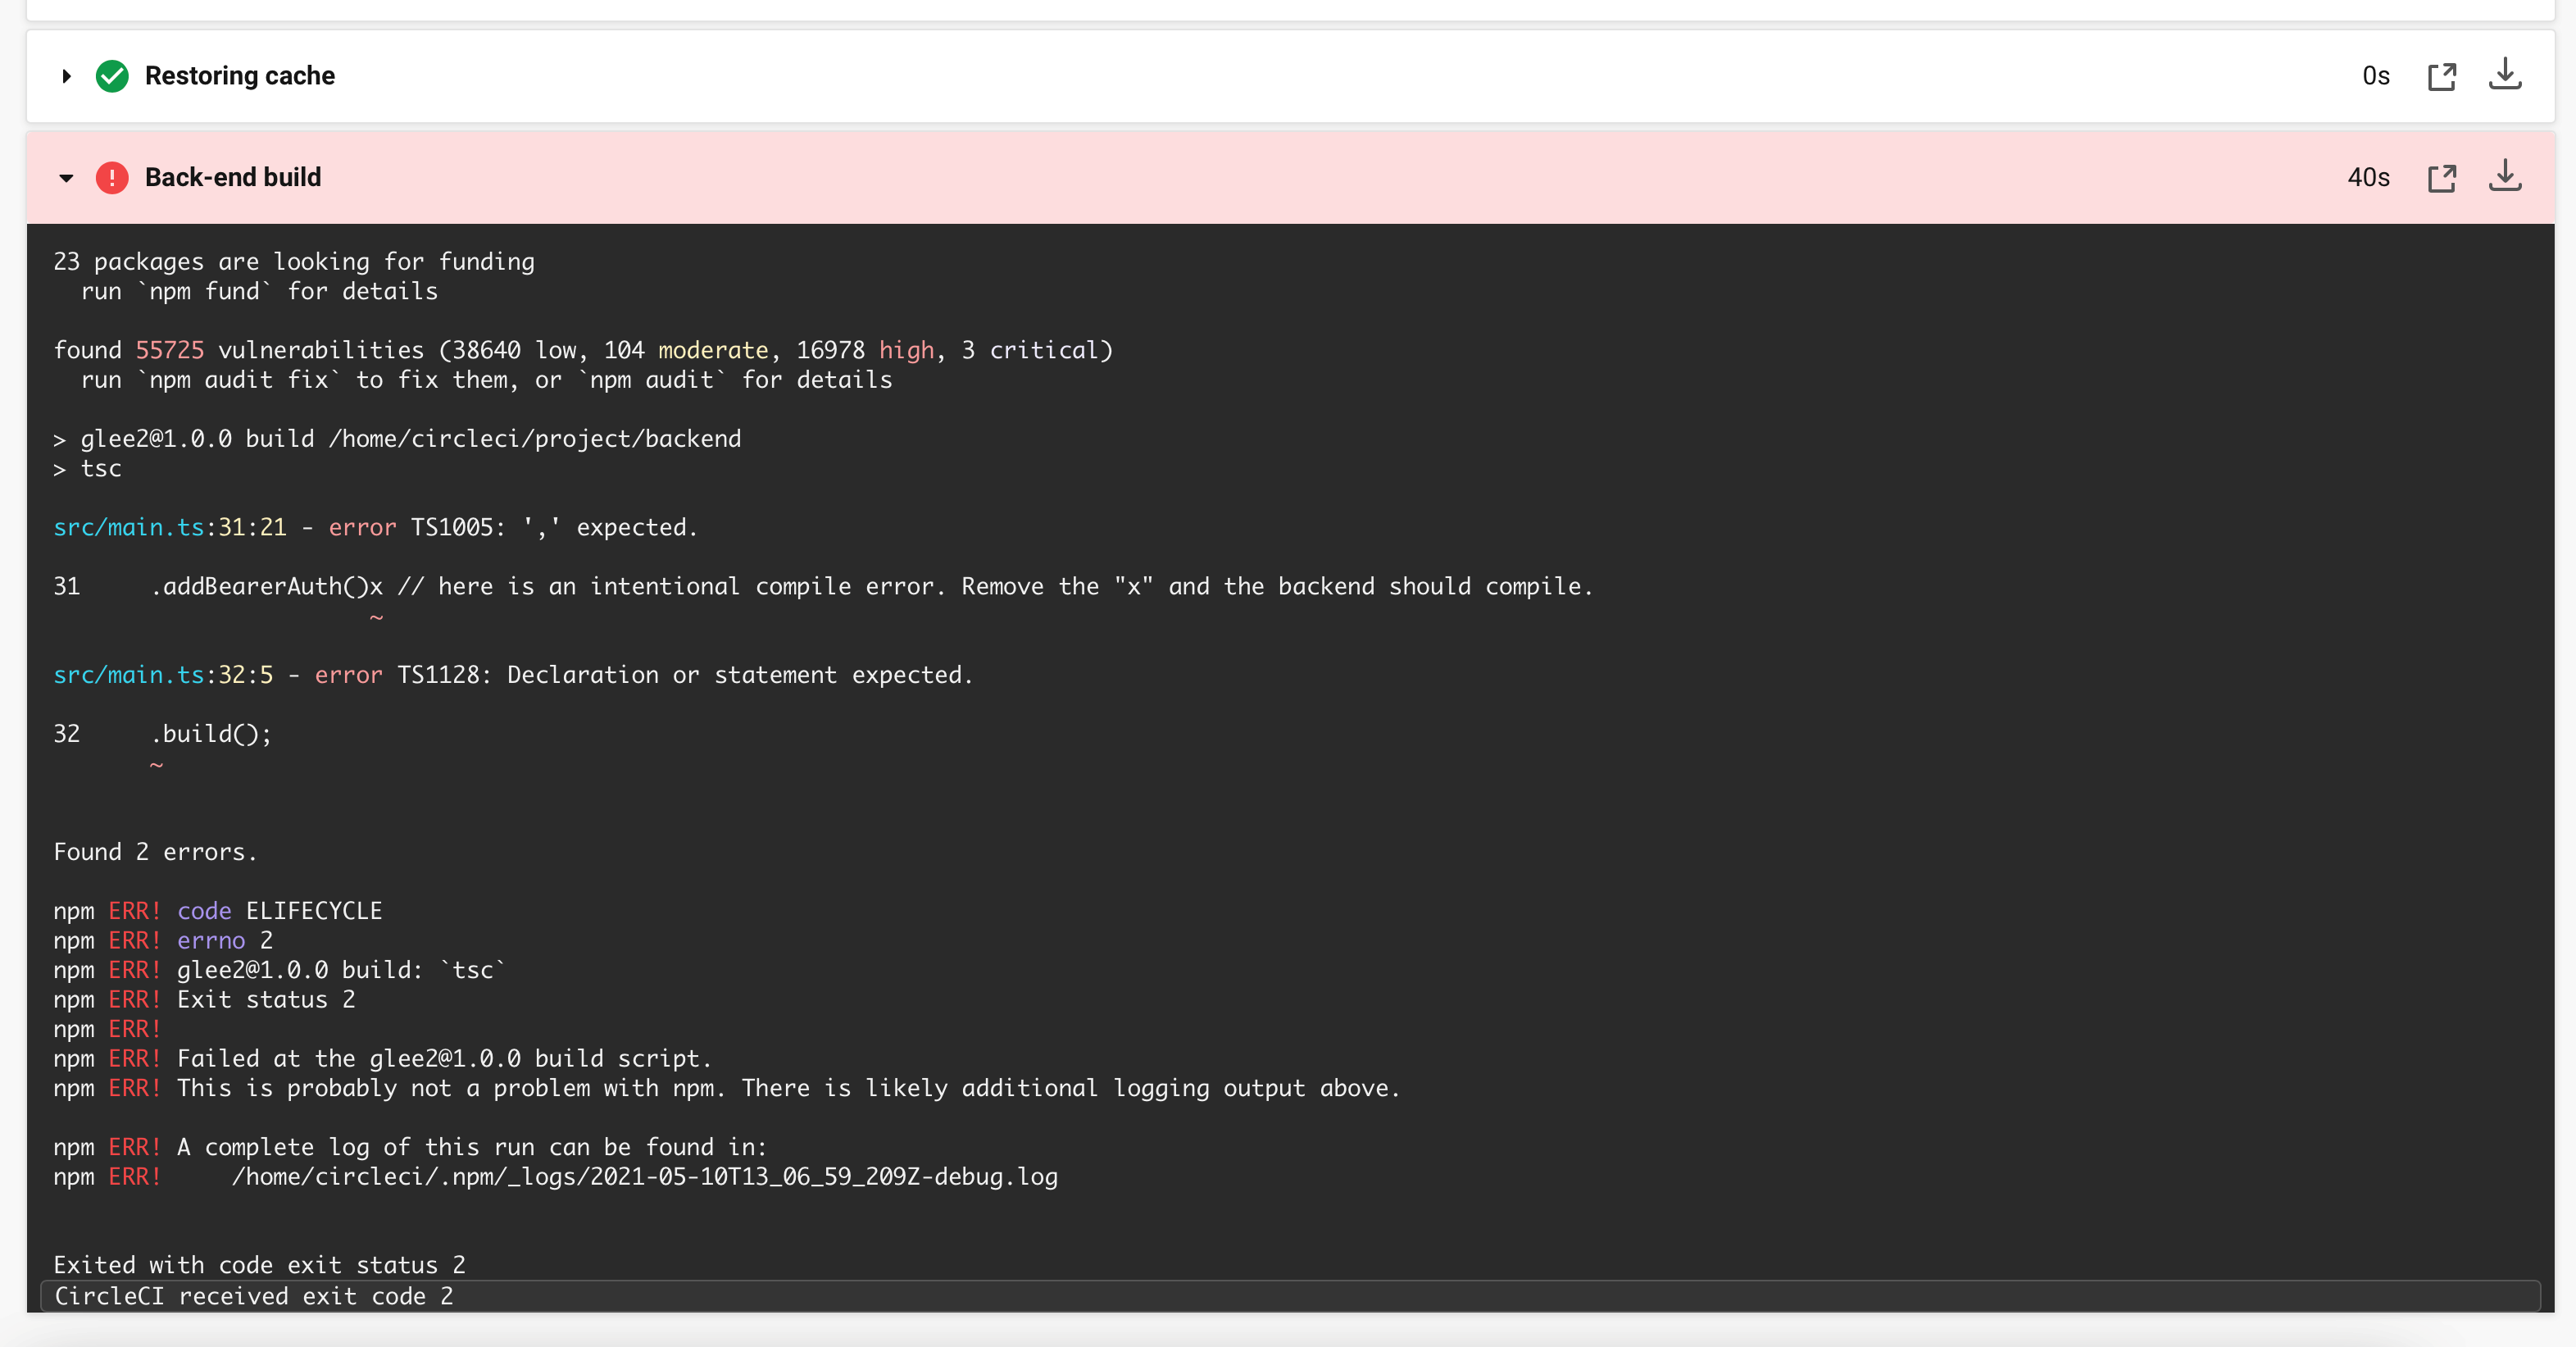 Restoring cache 0s
Back-end build 40s
23 packages are looking for funding
  run `npm fund` for details
found 55725 vulnerabilities (38640 low, 104 moderate, 16978 high, 3 critical)
  run `npm audit fix` to fix them, or `npm audit` for details
> glee2@1.0.0 build /home/circleci/project/backend
> tsc
src/main.ts:31:21 - error TS1005: ',' expected.
31     .addBearerAuth()x // here is an intentional compile error. Remove the "x" and the backend should compile.
                       ~
src/main.ts:32:5 - error TS1128: Declaration or statement expected.
32     .build();
       ~
Found 2 errors.
npm ERR! code ELIFECYCLE
npm ERR! errno 2
npm ERR! glee2@1.0.0 build: `tsc`
npm ERR! Exit status 2
npm ERR!
npm ERR! Failed at the glee2@1.0.0 build script.
npm ERR! This is probably not a problem with npm. There is likely additional logging output above.
npm ERR! A complete log of this run can be found in:
npm ERR!     /home/circleci/.npm/_logs/2021-05-10T13_06_59_209Z-debug.log
Exited with code exit status 2
CircleCI received exit code 2